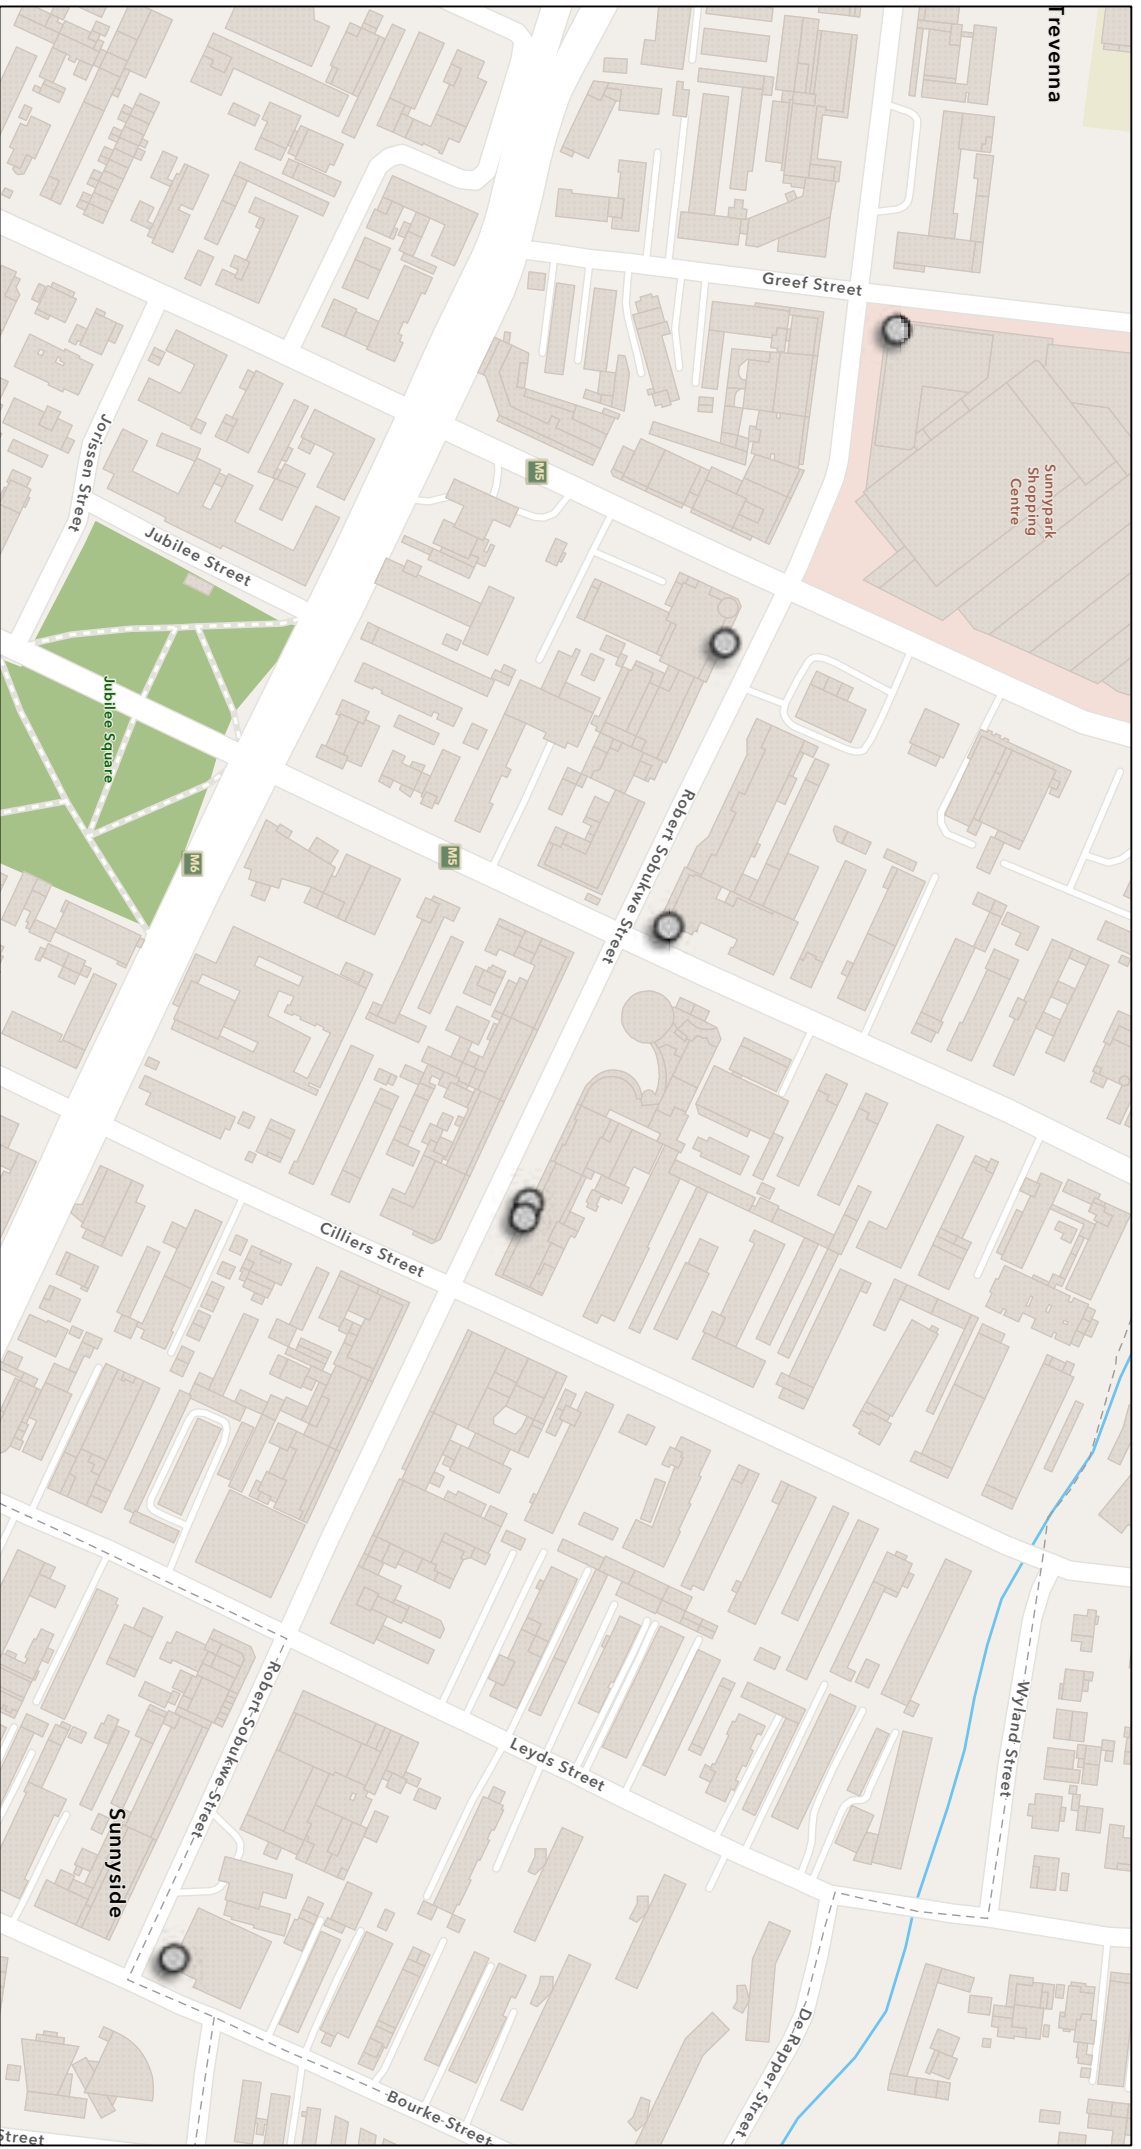 Trevenna
Greef Street
Sunnypark
Shopping
Centre
M5
Jorissen Street
Jubilee Street
Jubilee Square
Robert Sobukwe Street
M5
M6
Cilliers Street
Robert Sobukwe Street
Leyds Street
Wyland Street
Sunnyside
De Rapper Street
Bourke Street
Street